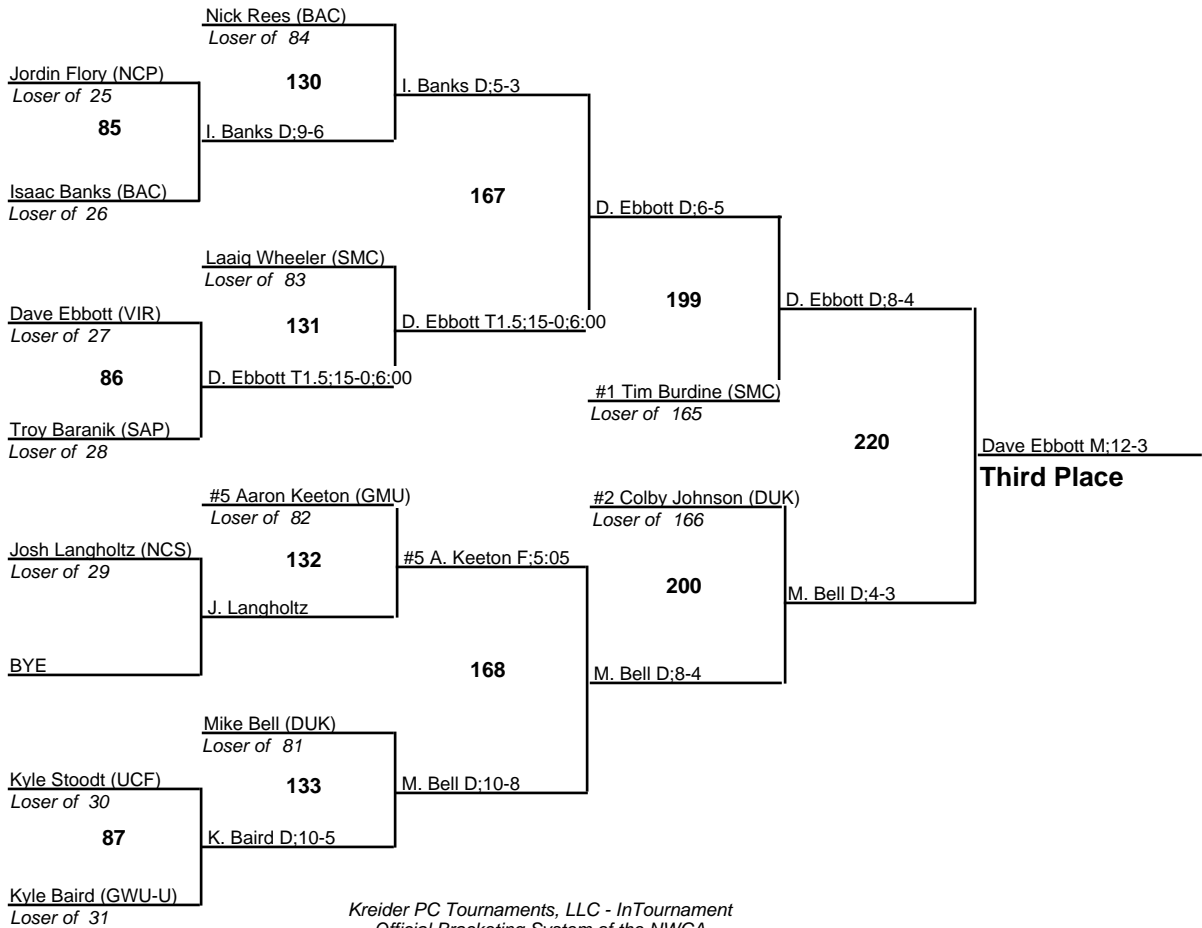 Nick Rees (BAC)
Loser of 84
Jordin Flory (NCP)
Loser of 25
130
I. Banks D;5-3
85
I. Banks D;9-6
Isaac Banks (BAC)
Loser of 26
167
D. Ebbott D;6-5
Laaig Wheeler (SMC)
Loser of 83
199
D. Ebbott D;8-4
Dave Ebbott (VIR)
Loser of 27
131
D. Ebbott T1.5;15-0;6:00
86
D. Ebbott T1.5;15-0;6:00
#1 Tim Burdine (SMC)
Loser of 165
Troy Baranik (SAP)
Loser of 28
220
Dave Ebbott M;12-3
Third Place
#5 Aaron Keeton (GMU)
Loser of 82
#2 Colby Johnson (DUK)
Loser of 166
Josh Langholtz (NCS)
Loser of 29
132
#5 A. Keeton F;5:05
200
M. Bell D;4-3
J. Langholtz
BYE
168
M. Bell D;8-4
Mike Bell (DUK)
Loser of 81
Kyle Stoodt (UCF)
Loser of 30
133
M. Bell D;10-8
87
K. Baird D;10-5
Kyle Baird (GWU-U)
Loser of 31
Kreider PC Tournaments, LLC - InTournament
Official Bracketing System of the NWCA